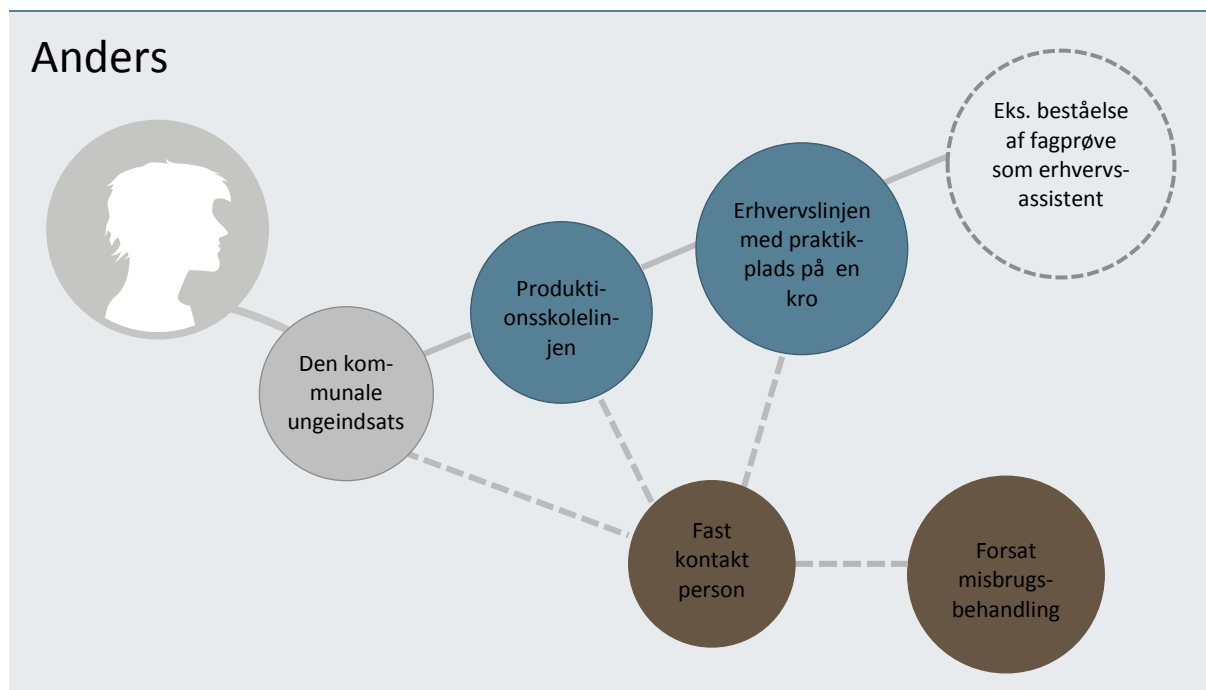 Anders
Den kom-
munale
ungeindsats
Produkti-
onsskolelin-
jen
Erhvervslinjen
med praktik-
plads på en
kro
Eks. beståelse
af fagprøve
som erhvervs-
assistent
Fast
kontakt
person
Forsat
misbrugs-
behandling